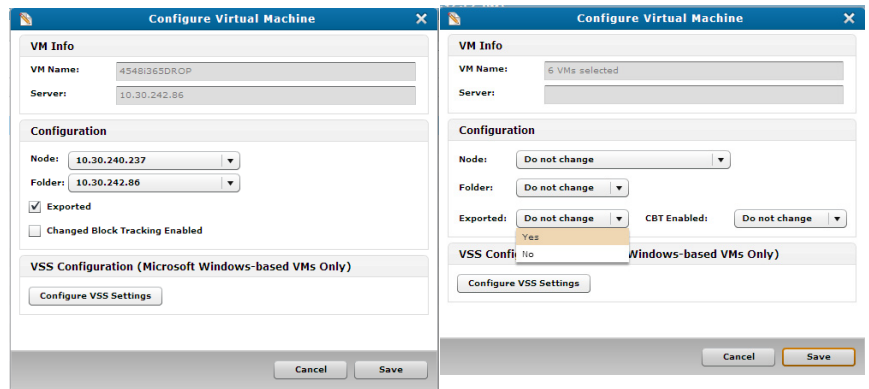 Configure Virtual Machine
VM Info
VM Name: 4548i365DROP
Server: 10.30.242.86
Configuration
Node: 10.30.240.237
Folder: 10.30.242.86
Exported
Changed Block Tracking Enabled
VSS Configuration (Microsoft Windows-based VMs Only)
Configure VSS Settings
Cancel Save
Configure Virtual Machine
VM Info
VM Name: 6 VMs selected
Server:
Configuration
Node: Do not change
Folder: Do not change
Exported: Do not change CBT Enabled: Do not change
Yes
No
VSS Confi Windows-based VMs Only)
Configure VSS Settings
Cancel Save